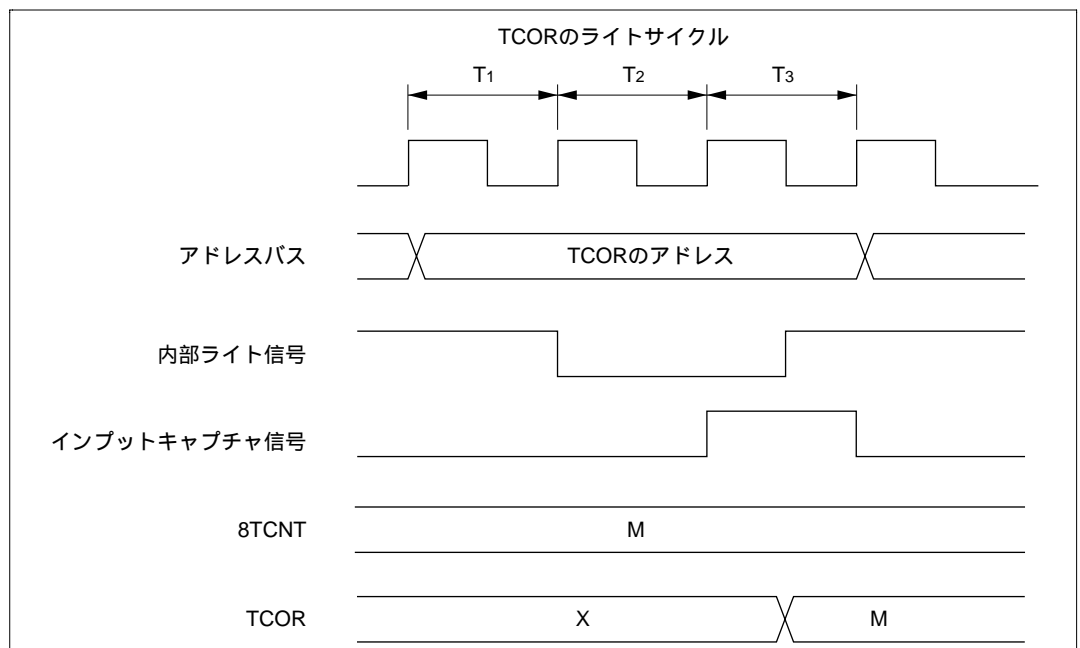 TCORのライトサイクル
T1 T2 T3
アドレスバス TCORのアドレス
内部ライト信号
インプットキャプチャ信号
8TCNT M
TCOR X M